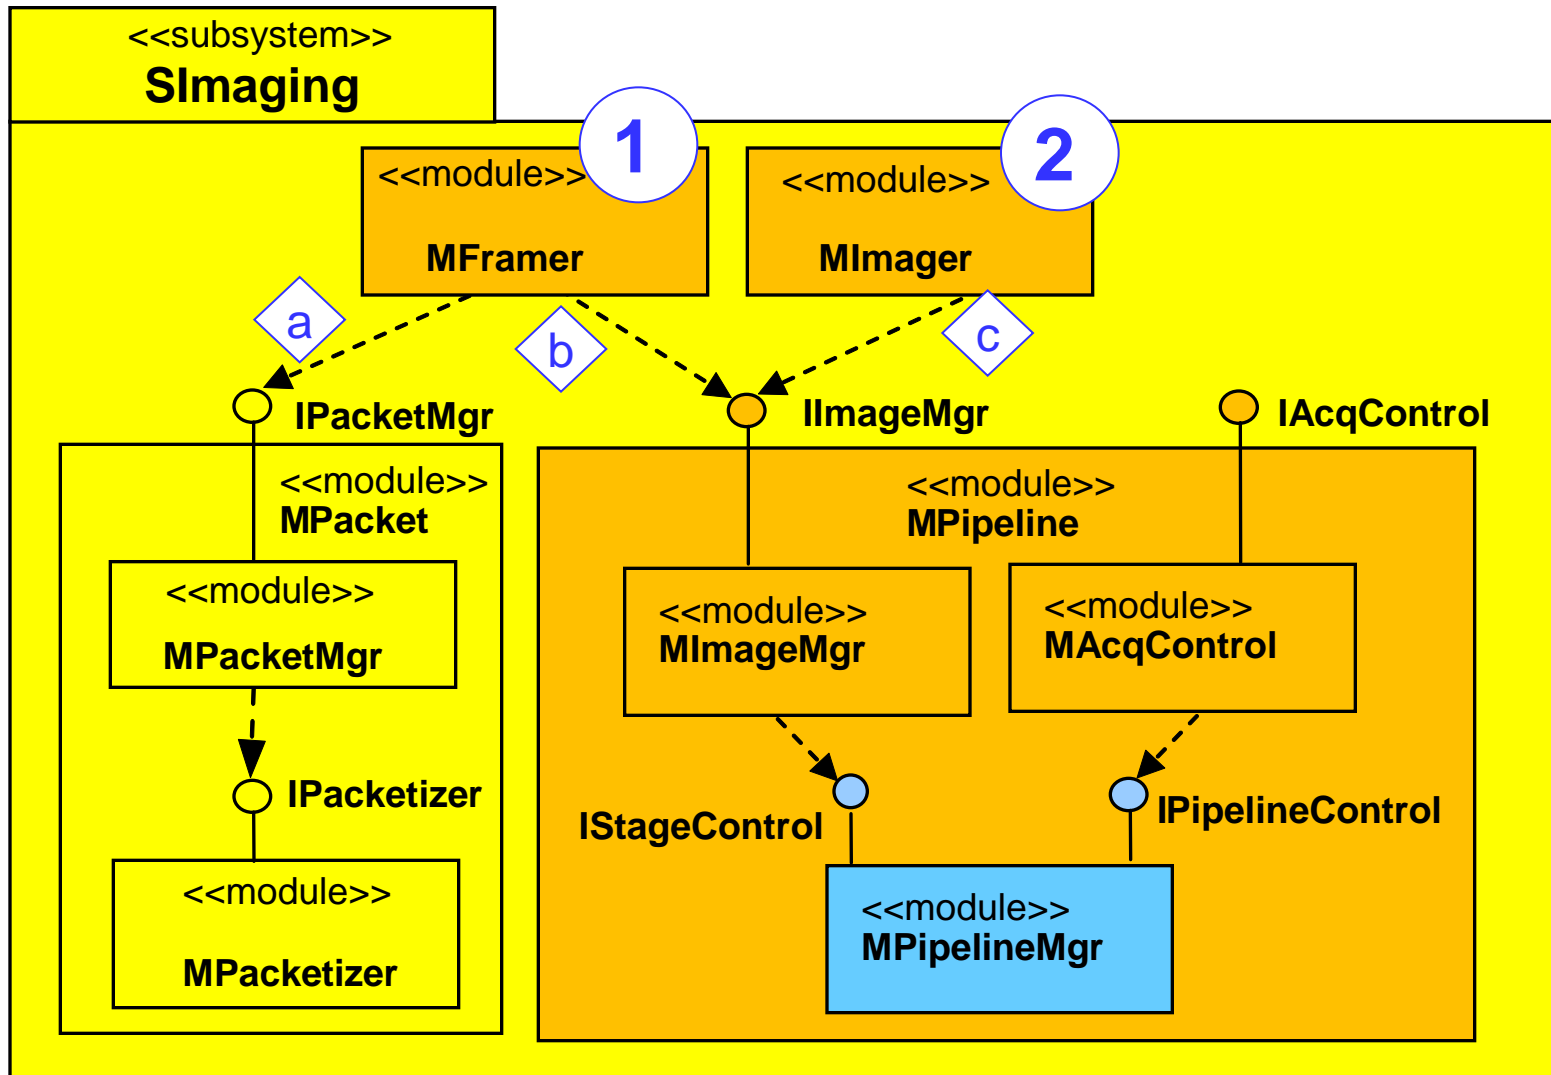 <<subsystem>>
SImaging
1
2
<<module>>
MFramer
<<module>>
MImager
a
b
c
IPacketMgr
IImageMgr
IAcqControl
<<module>>
MPacket
<<module>>
MPipeline
<<module>>
MPacketMgr
<<module>>
MImageMgr
<<module>>
MAcqControl
IPacketizer
IStageControl
IPipelineControl
<<module>>
MPacketizer
<<module>>
MPipelineMgr